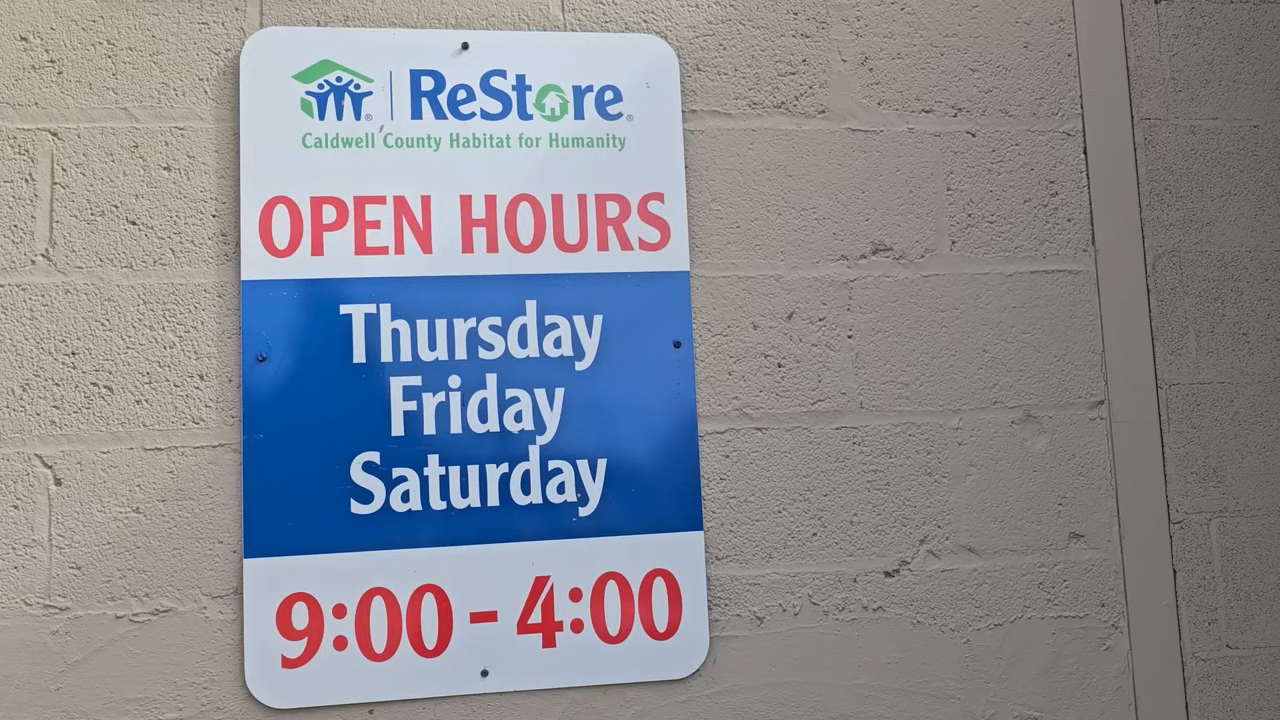 ReStore®
Caldwell County Habitat for Humanity
OPEN HOURS
Thursday
Friday
Saturday
9:00 - 4:00